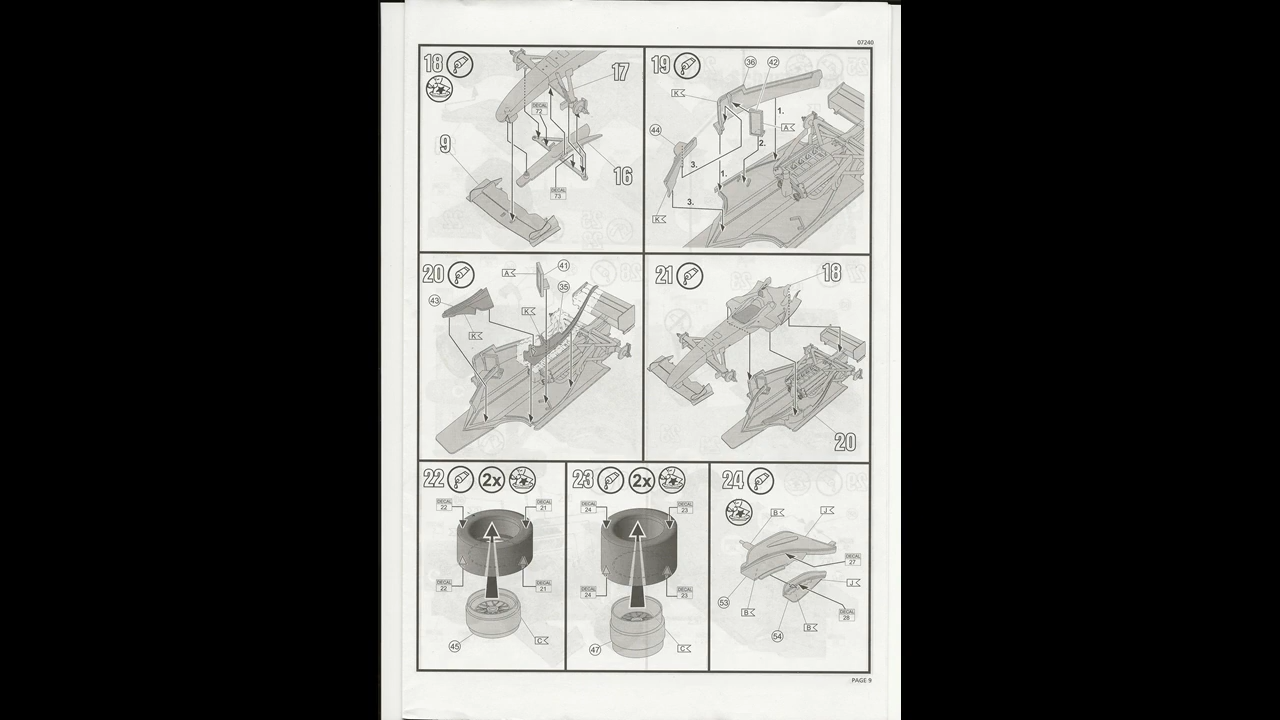 07240
18
17
DECAL
72
9
16
DECAL
73
19
36
42
K
1.
A
44
2.
3.
1.
K
3.
20
41
A
35
43
K
K
21
18
20
22
2x
DECAL
22
DECAL
21
DECAL
22
DECAL
21
45
C
23
2x
DECAL
24
DECAL
23
DECAL
24
DECAL
23
47
C
24
B
J
DECAL
27
53
J
B
DECAL
28
B
54
PAGE 9